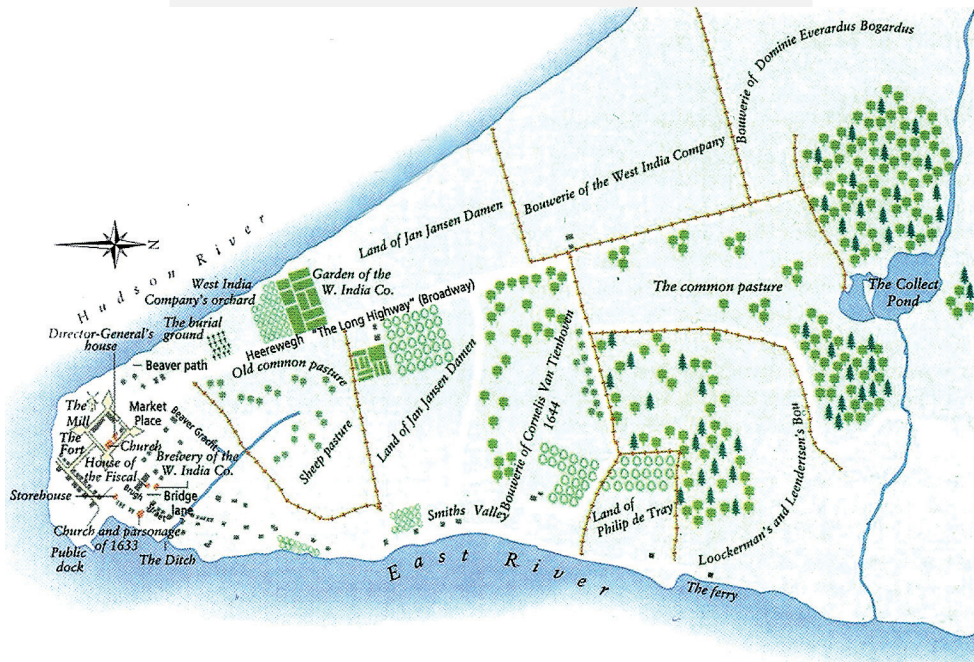 Bouwerie of Dominie Everardus Bogardus
Bouwerie of the West India Company
Land of Jan Jansen Damen
N
Hudson River
West India
Company's orchard
Garden of the
W. India Co.
Heerewegh "The Long Highway" (Broadway)
The common pasture
The Collect
Pond
The burial
ground
Director-General's
house
Beaver path
Old common pasture
Sheep pasture
Land of Jan Jansen Damen
Bouwerie of Cornelis Van Tienhoven
1644
The
Mill
Market
Place
Beaver Gracht
The
Fort
Church
Brewery of the
W. India Co.
House of
the Fiscal
Storehouse
Brugh
Straet
Bridge
lane
Church and parsonage
of 1633
Public
dock
The Ditch
Smiths Valley
Land of
Philip de Tray
Loockerman's and Leendertsen's Bou
East River
The ferry